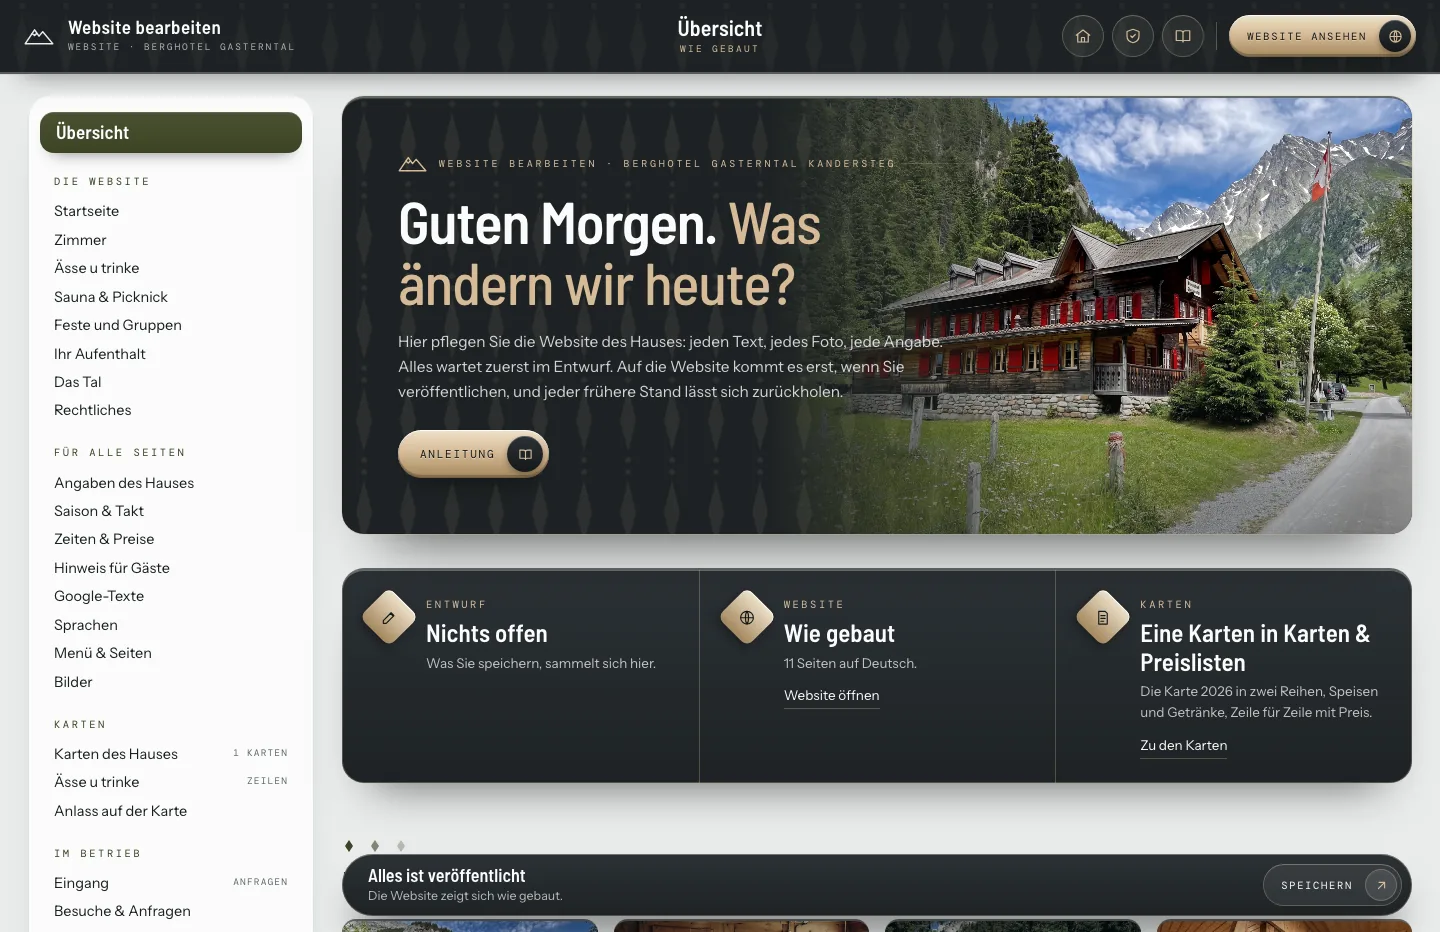 Website bearbeiten
WEBSITE · BERGHOTEL GASTERNTAL
Übersicht
WIE GEBAUT
WEBSITE ANSEHEN
Übersicht
DIE WEBSITE
Startseite
Zimmer
Ässe u trinke
Sauna & Picknick
Feste und Gruppen
Ihr Aufenthalt
Das Tal
Rechtliches
FÜR ALLE SEITEN
Angaben des Hauses
Saison & Takt
Zeiten & Preise
Hinweis für Gäste
Google-Texte
Sprachen
Menü & Seiten
Bilder
KARTEN
Karten des Hauses 1 KARTEN
Ässe u trinke ZEILEN
Anlass auf der Karte
IM BETRIEB
Eingang ANFRAGEN
Besuche & Anfragen
WEBSITE BEARBEITEN · BERGHOTEL GASTERNTAL KANDERSTEG
Guten Morgen. Was
ändern wir heute?
Hier pflegen Sie die Website des Hauses: jeden Text, jedes Foto, jede Angabe.
Alles wartet zuerst im Entwurf. Auf die Website kommt es erst, wenn Sie
veröffentlichen, und jeder frühere Stand lässt sich zurückholen.
ANLEITUNG
ENTWURF
Nichts offen
Was Sie speichern, sammelt sich hier.
WEBSITE
Wie gebaut
11 Seiten auf Deutsch.
Website öffnen
KARTEN
Eine Karten in Karten &
Preislisten
Die Karte 2026 in zwei Reihen, Speisen
und Getränke, Zeile für Zeile mit Preis.
Zu den Karten
Alles ist veröffentlicht
Die Website zeigt sich wie gebaut.
SPEICHERN